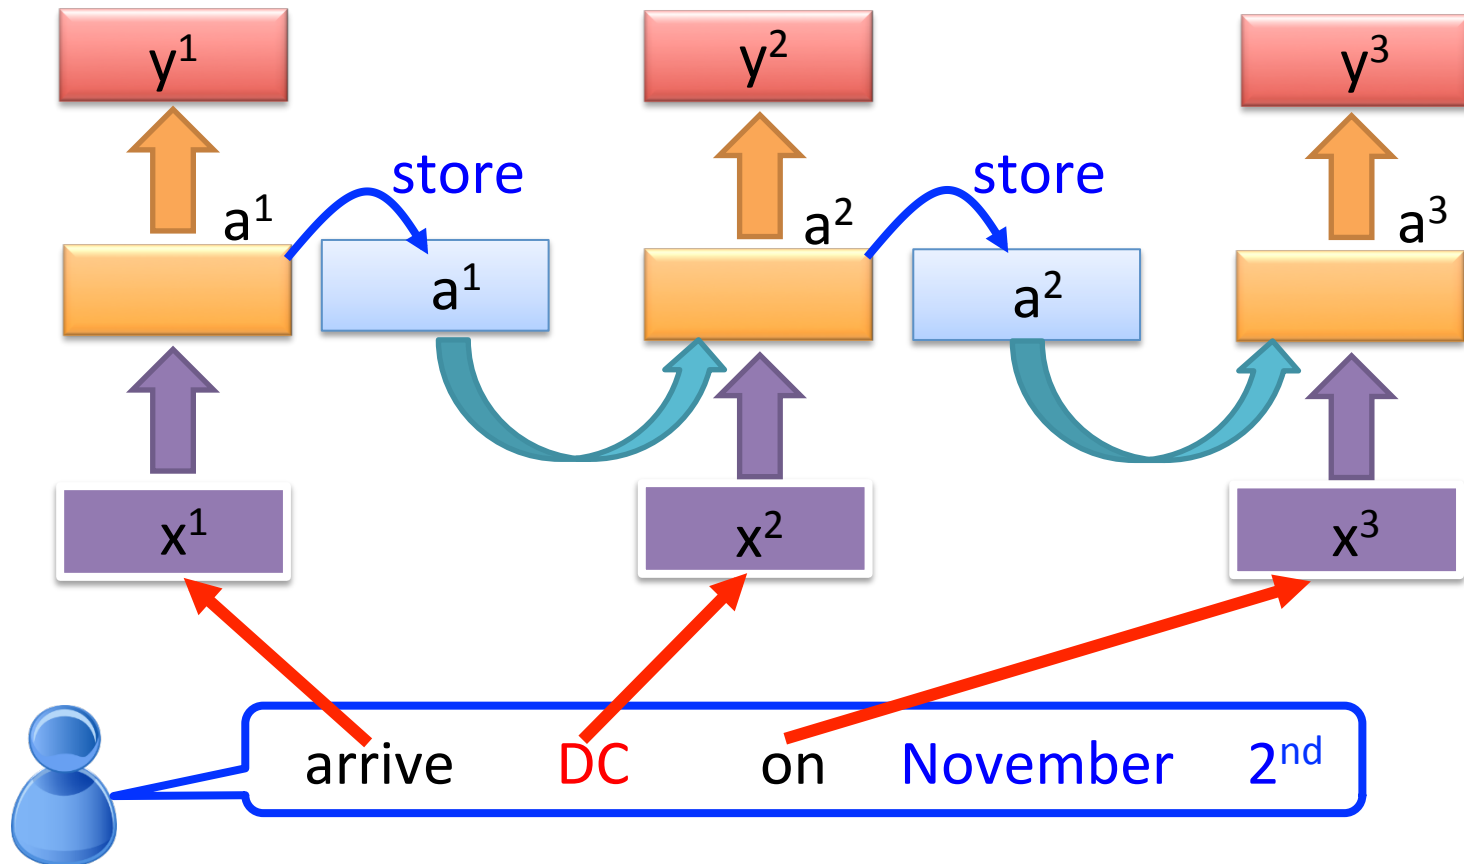 y¹ y² y³
store store
a¹ a² a³
a¹ a²
x¹ x² x³
arrive DC on November 2ⁿᵈ